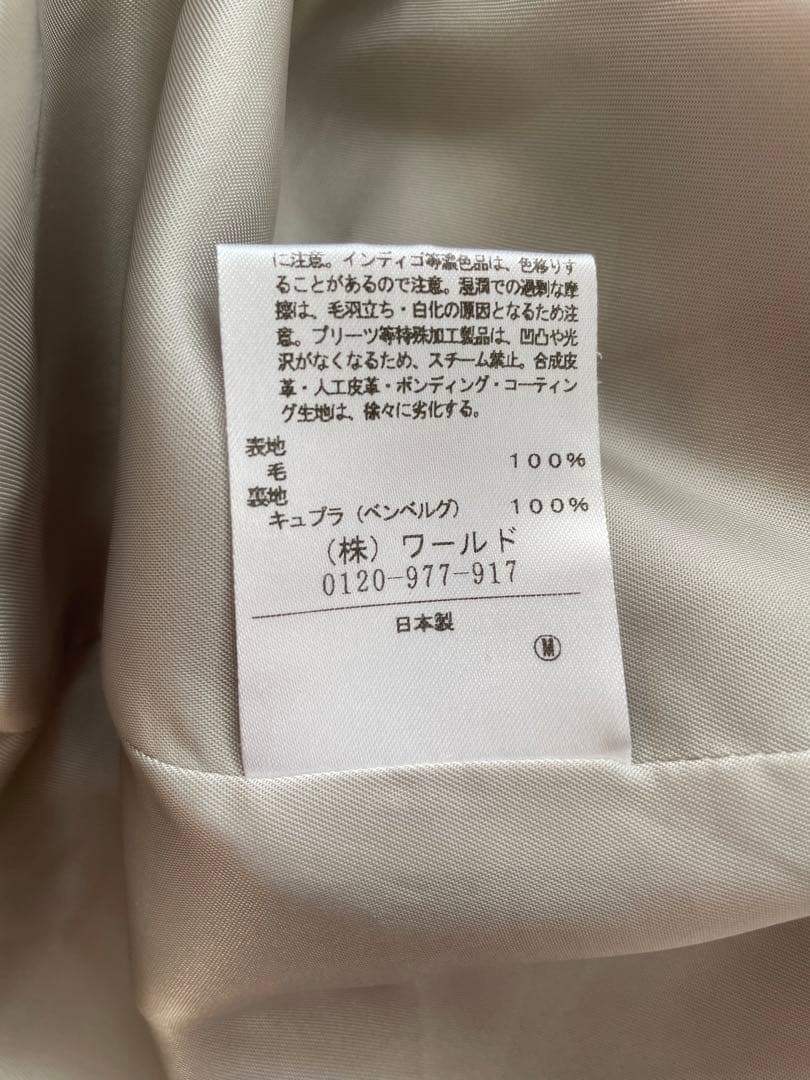 に注意。インディゴ等濃色品は、色移りす
ることがあるので注意。湿潤での過剰な摩
擦は、毛羽立ち・白化の原因となるため注
意。プリーツ等特殊加工製品は、凹凸や光
沢がなくなるため、スチーム禁止。合成皮
革・人工皮革・ボンディング・コーティン
グ生地は、徐々に劣化する。
表地
毛 100%
裏地
キュプラ（ベンベルグ） 100%
（株）ワールド
0120-977-917
日本製
Ⓜ